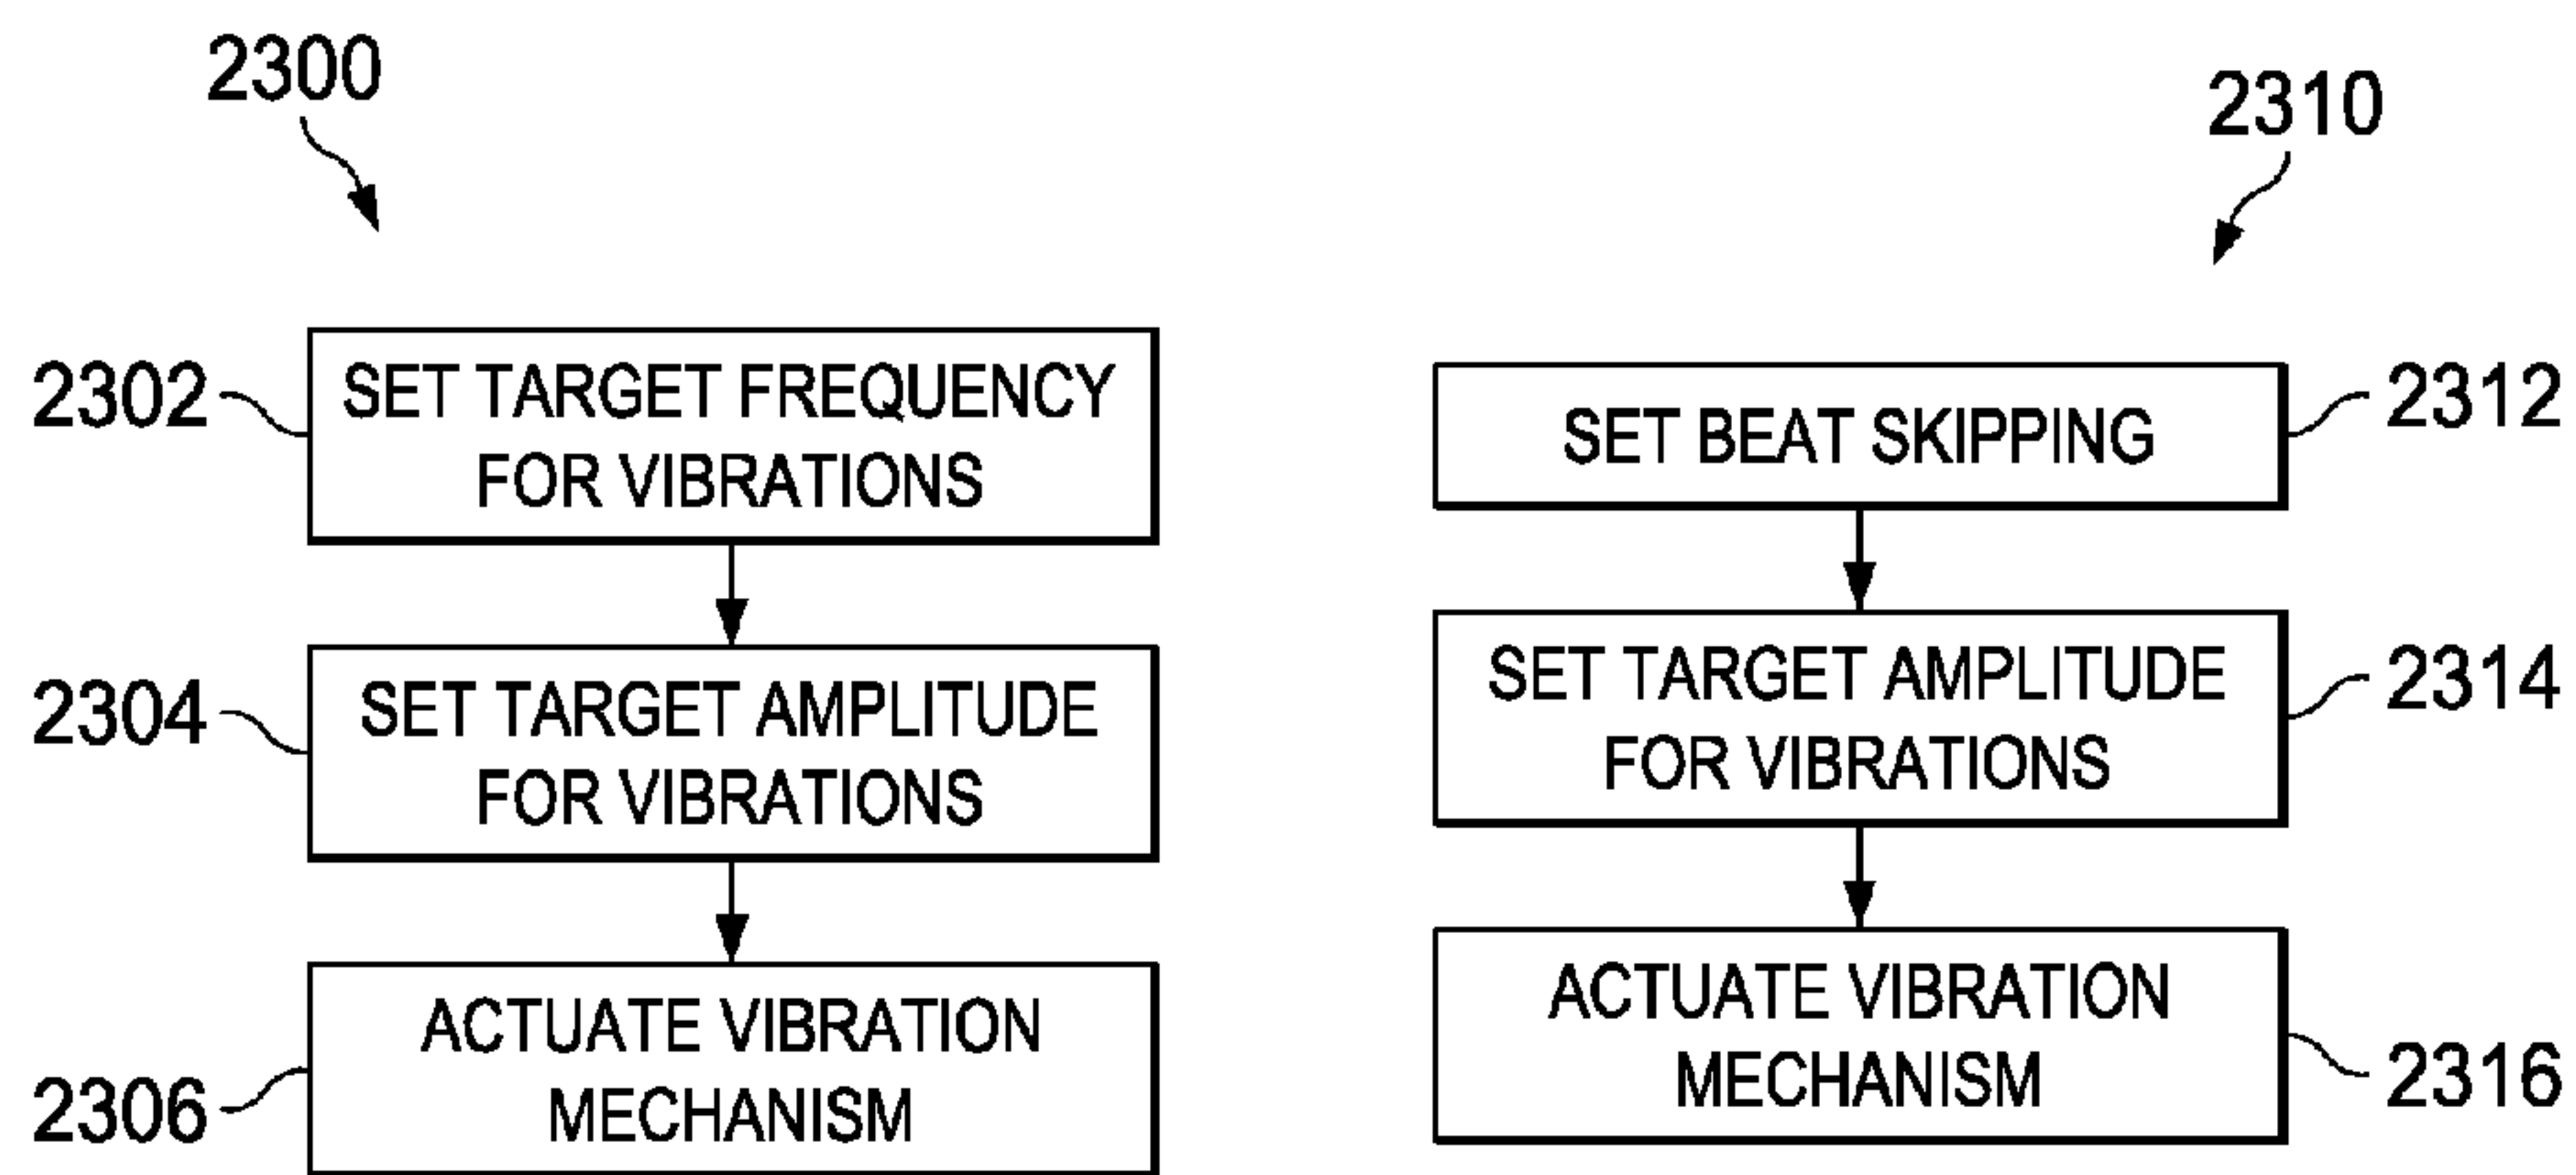 2300
2302
SET TARGET FREQUENCY
FOR VIBRATIONS
2304
SET TARGET AMPLITUDE
FOR VIBRATIONS
2306
ACTUATE VIBRATION
MECHANISM
2310
SET BEAT SKIPPING
2312
SET TARGET AMPLITUDE
FOR VIBRATIONS
2314
ACTUATE VIBRATION
MECHANISM
2316